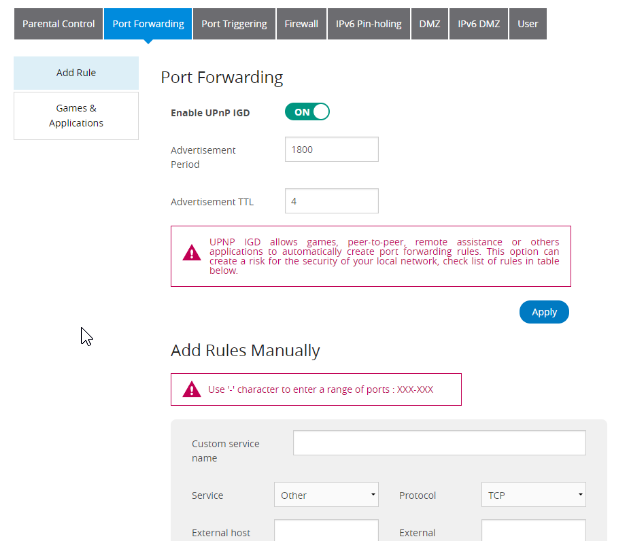 Parental Control Port Forwarding Port Triggering Firewall IPv6 Pin-holing DMZ IPv6 DMZ User
Add Rule
Games &
Applications
Port Forwarding
Enable UPnP IGD ON
Advertisement
Period
1800
Advertisement TTL 4
UPNP IGD allows games, peer-to-peer, remote assistance or others
applications to automatically create port forwarding rules. This option can
create a risk for the security of your local network, check list of rules in table
below.
Apply
Add Rules Manually
Use '-' character to enter a range of ports : XXX-XXX
Custom service
name
Service Other Protocol TCP
External host External